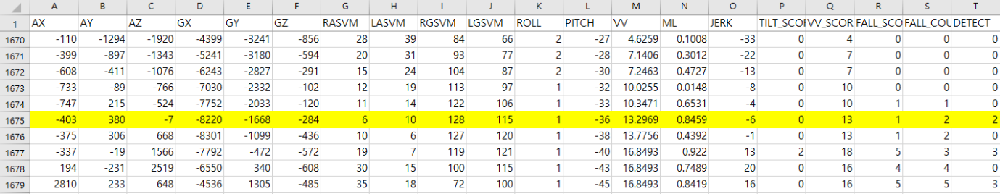 A B C D E F G H I J K L M N O P Q R S T
1 AX AY AZ GX GY GZ RASVM LASVM RGSVM LGSVM ROLL PITCH VV ML JERK TILT_SCOI VV_SCOR FALL_SCO FALL_COU DETECT
1670 -110 -1294 -1920 -4399 -3241 -856 28 39 84 66 2 -27 4.6259 0.1008 -33 0 4 0 0 0
1671 -399 -897 -1343 -5241 -3180 -594 20 31 93 77 2 -28 7.1406 0.3012 -22 0 7 0 0 0
1672 -608 -411 -1076 -6243 -2827 -291 15 24 104 87 2 -30 7.2463 0.4727 -13 0 7 0 0 0
1673 -733 -89 -766 -7030 -2332 -102 12 19 113 97 1 -32 10.0255 0.0148 -8 0 10 0 0 0
1674 -747 215 -524 -7752 -2033 -120 11 14 122 106 1 -33 10.3471 0.6531 -4 0 10 1 1 0
1675 -403 380 -7 -8220 -1668 -284 6 10 128 115 1 -36 13.2969 0.8459 -6 0 13 1 2 2
1676 -375 306 668 -8301 -1099 -436 10 6 127 120 1 -38 13.7756 0.4392 -1 0 13 1 2 0
1677 -337 -19 1566 -7792 -472 -572 19 7 119 121 1 -40 16.8493 0.922 13 2 18 5 3 3
1678 194 -231 2519 -6550 340 -608 30 15 100 115 1 -43 16.8493 0.7489 20 0 16 4 4 0
1679 2810 233 648 -4536 1305 -485 35 18 72 100 1 -45 16.8493 0.8419 16 0 16 5 5 3